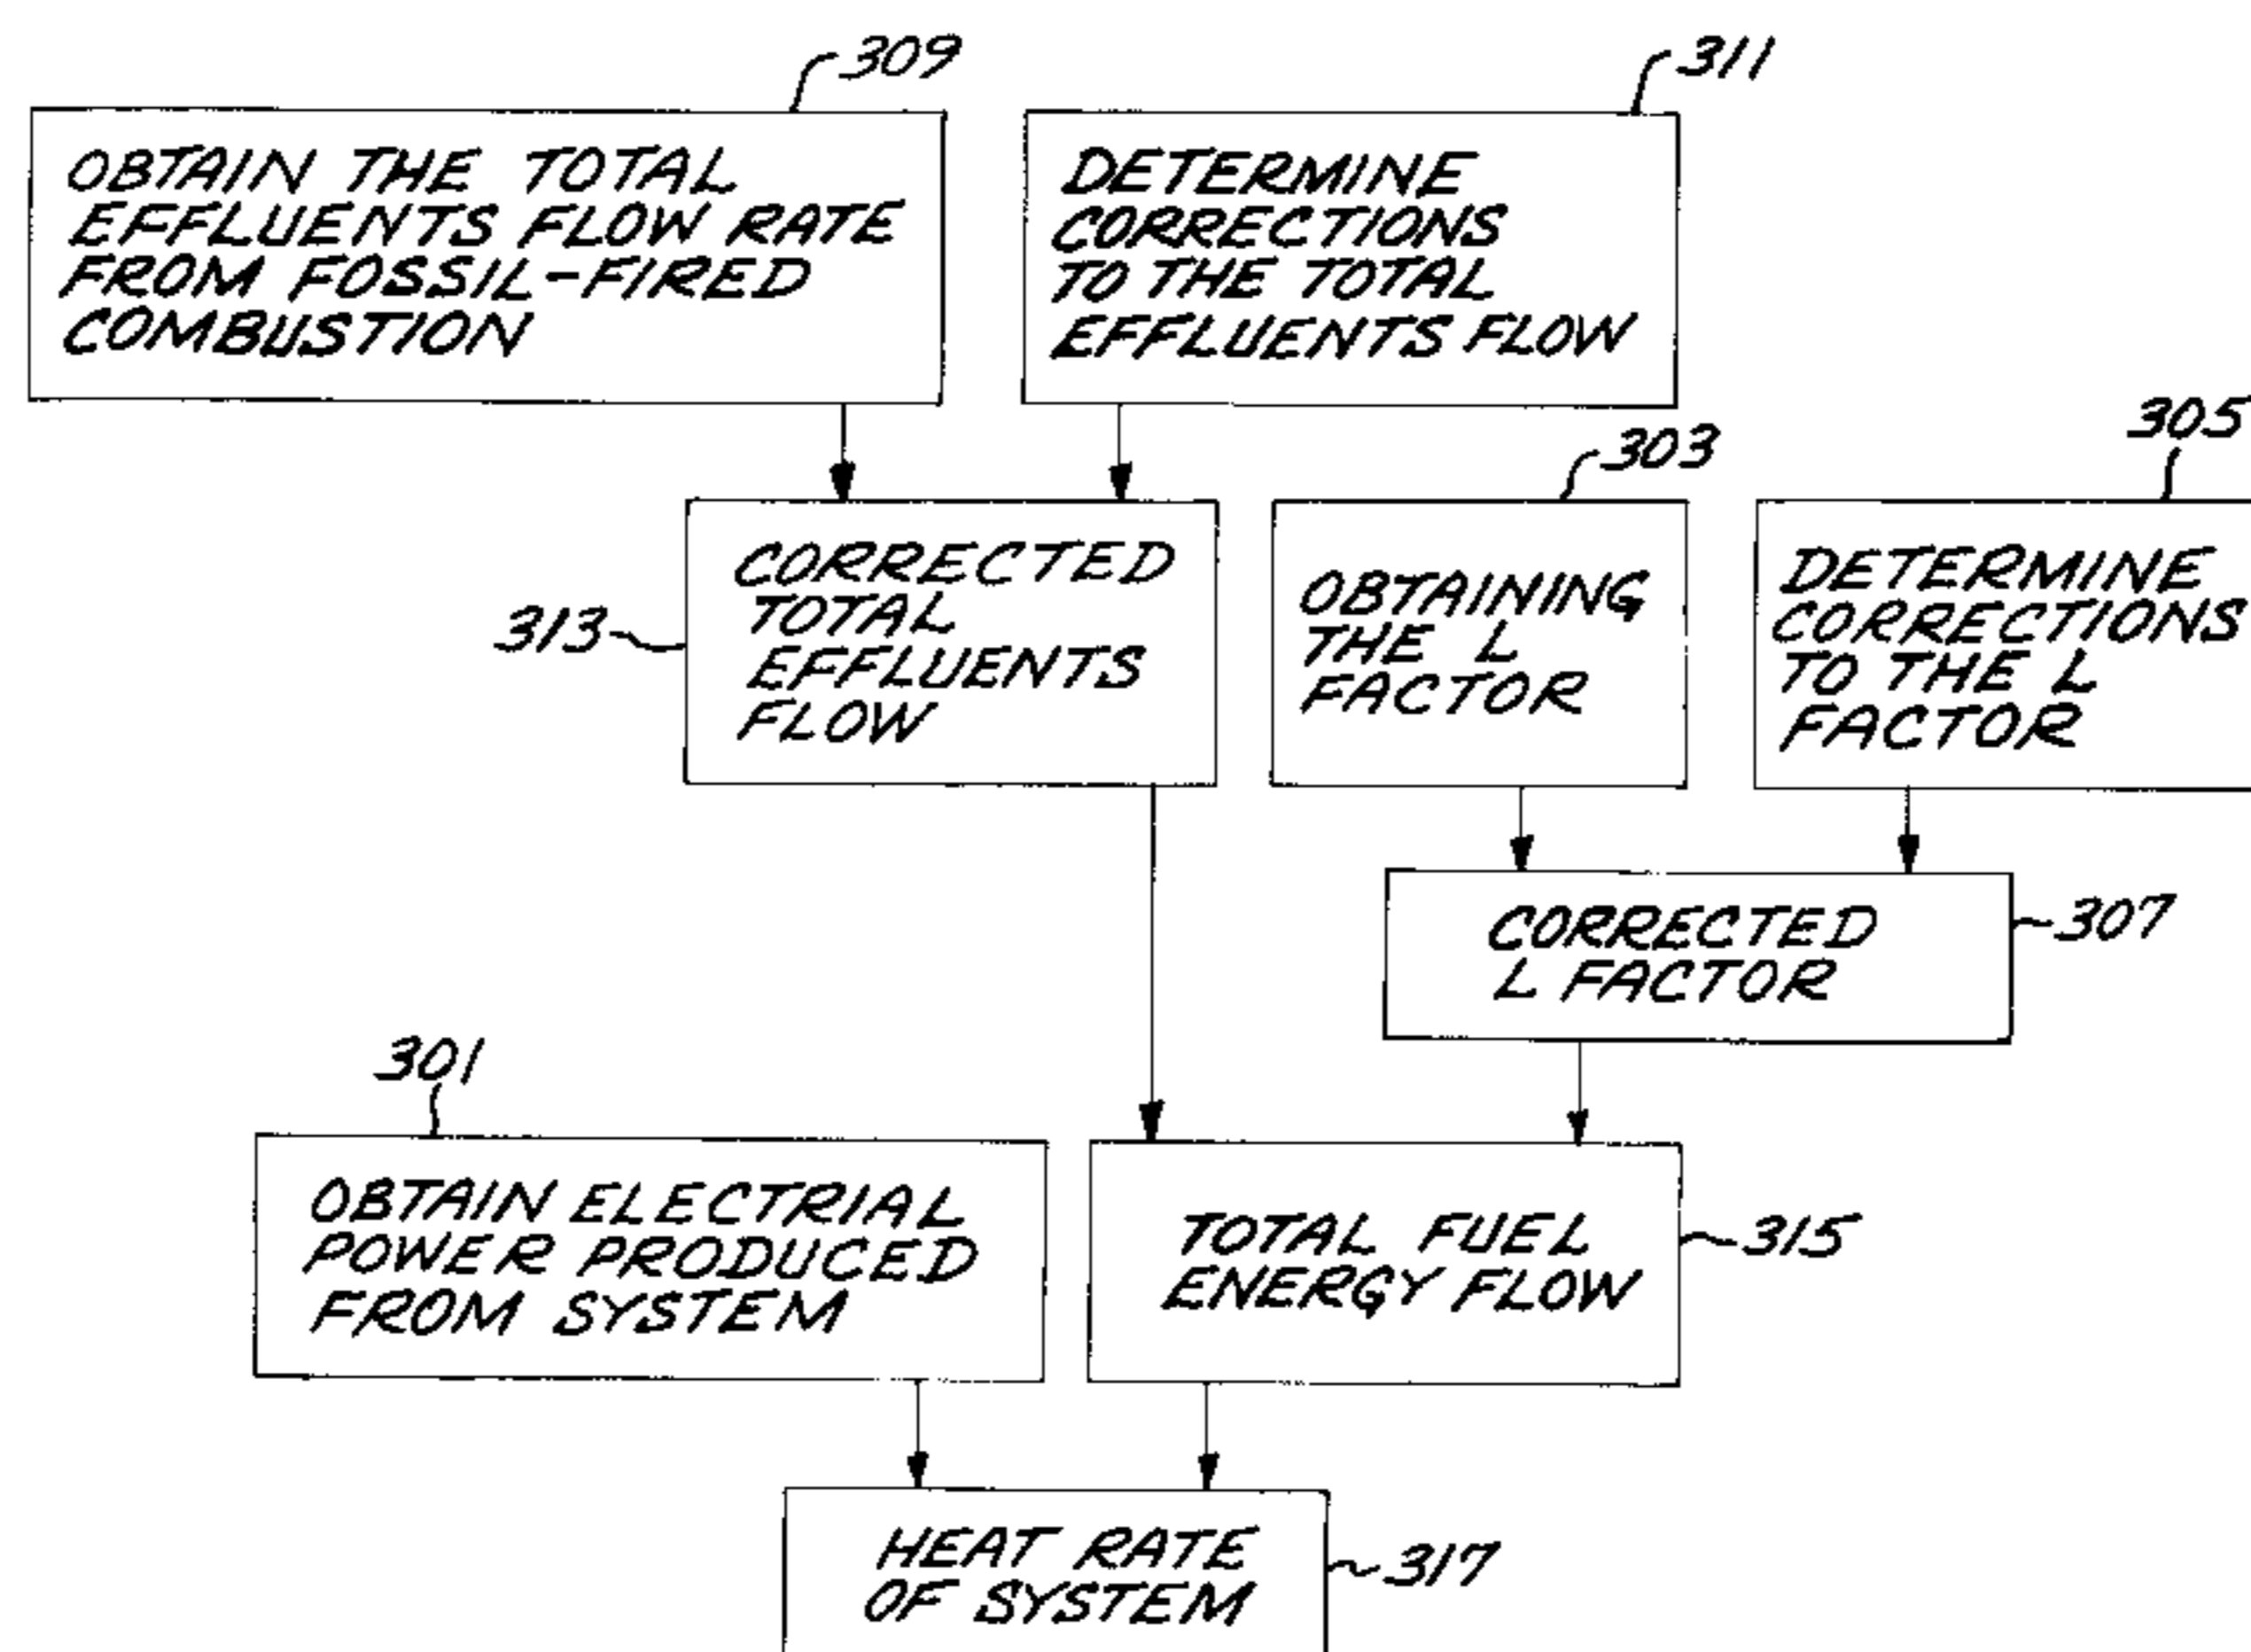 309
311
OBTAIN THE TOTAL
EFFLUENTS FLOW RATE
FROM FOSSIL-FIRED
COMBUSTION
DETERMINE
CORRECTIONS
TO THE TOTAL
EFFLUENTS FLOW
303
305
313
CORRECTED
TOTAL
EFFLUENTS
FLOW
OBTAINING
THE L
FACTOR
DETERMINE
CORRECTIONS
TO THE L
FACTOR
CORRECTED
L FACTOR
307
301
OBTAIN ELECTRIAL
POWER PRODUCED
FROM SYSTEM
TOTAL FUEL
ENERGY FLOW
315
HEAT RATE
OF SYSTEM
317